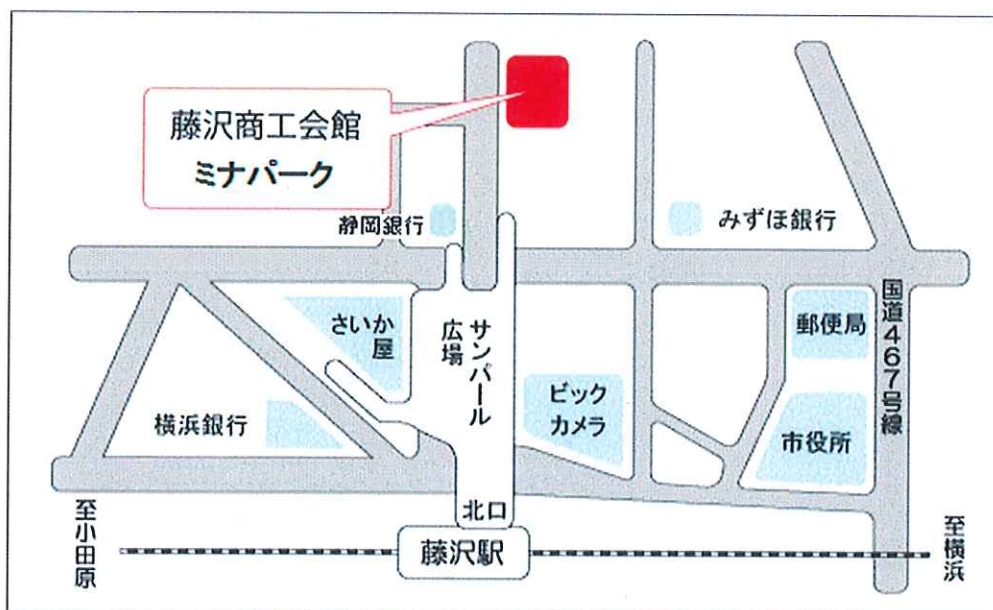 藤沢商工会館
ミナパーク
静岡銀行
みずほ銀行
さいか
屋
サンパール
広場
郵便局
国道467号線
横浜銀行
ビック
カメラ
市役所
北口
至小田原
藤沢駅
至横浜